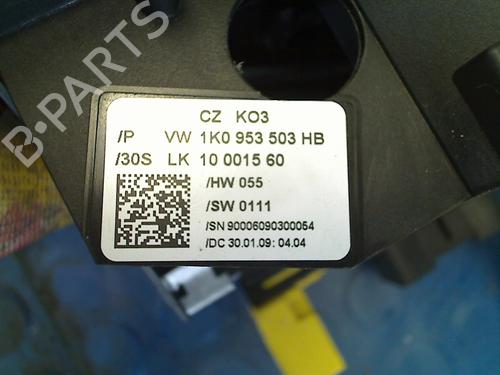 B-PARTS
CZ KO3
/P VW 1K0 953 503 HB
/30S LK 10 0015 60
/HW 055
/SW 0111
/SN 90006090300054
/DC 30.01.09: 04.04